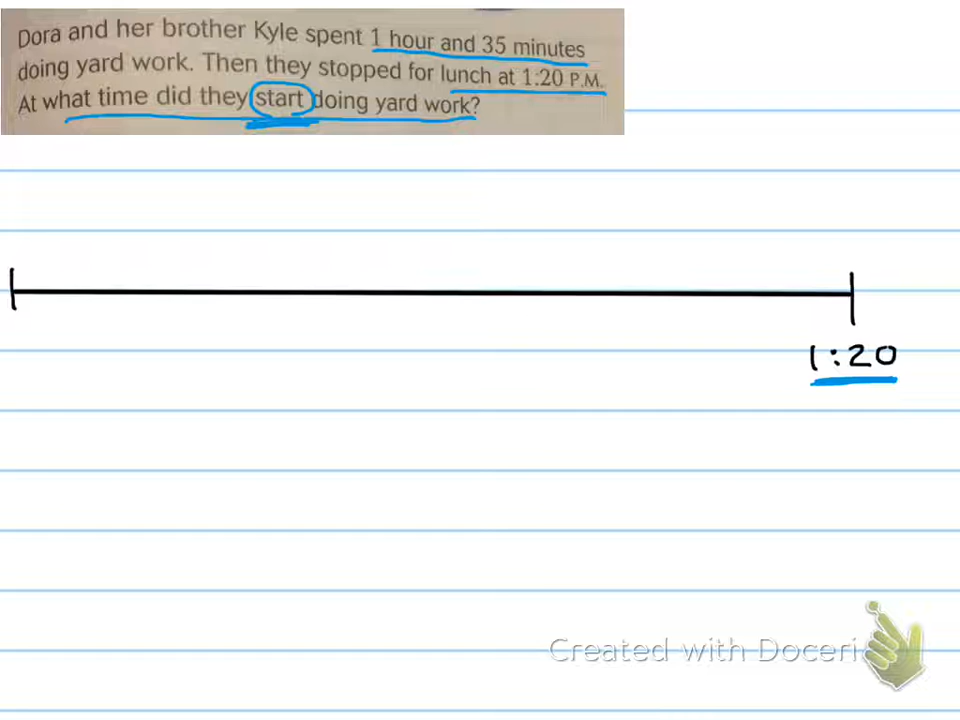 Dora and her brother Kyle spent 1 hour and 35 minutes
doing yard work. Then they stopped for lunch at 1:20 P.M.
At what time did they start doing yard work?
1:20
Created with Doceri